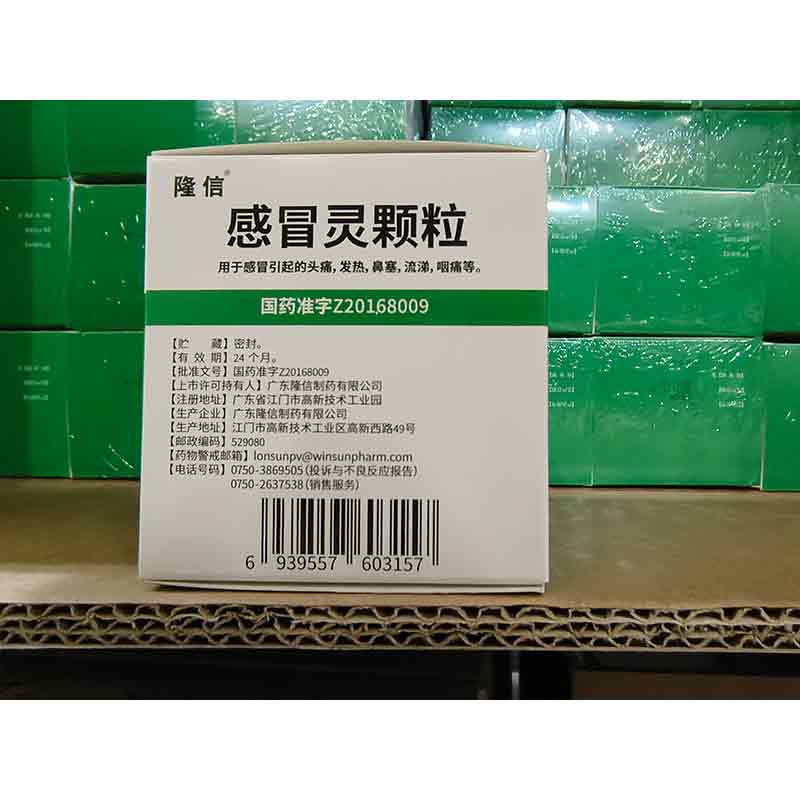 隆信®
感冒灵颗粒
用于感冒引起的头痛,发热,鼻塞,流涕,咽痛等。
国药准字Z20168009
【贮 藏】密封。
【有 效 期】24 个月。
【批准文号】国药准字Z20168009
【上市许可持有人】广东隆信制药有限公司
【注册地址】广东省江门市高新技术工业园
【生产企业】广东隆信制药有限公司
【生产地址】江门市高新技术工业区高新西路49号
【邮政编码】529080
【药物警戒邮箱】lonsunpv@winsunpharm.com
【电话号码】0750-3869505(投诉与不良反应报告)
0750-2637538(销售服务)
6 939557 603157